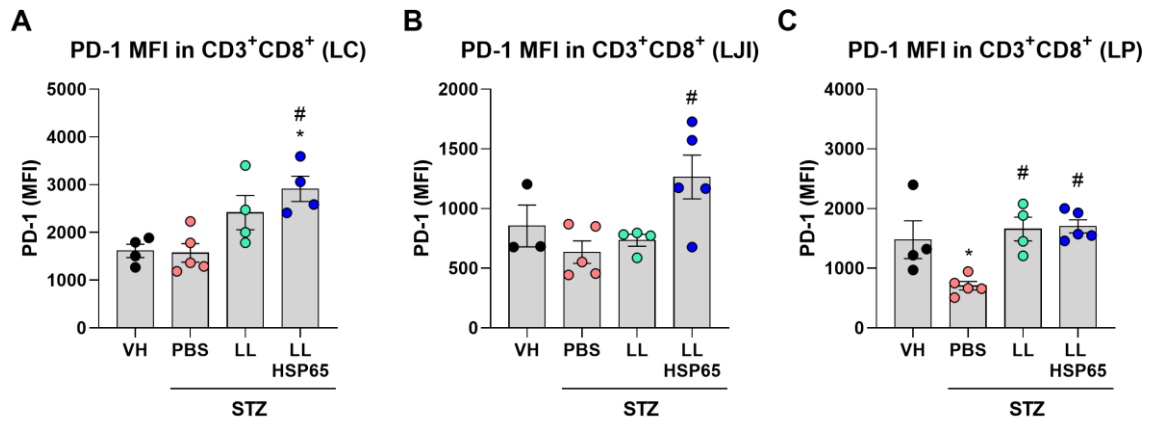 A
PD-1 MFI in CD3+CD8+ (LC)
PD-1 (MFI)
5000
4000
3000
2000
1000
0
#
*
VH
PBS
LL
LL
HSP65
STZ
B
PD-1 MFI in CD3+CD8+ (LJI)
PD-1 (MFI)
2000
1500
1000
500
0
#
VH
PBS
LL
LL
HSP65
STZ
C
PD-1 MFI in CD3+CD8+ (LP)
PD-1 (MFI)
4000
3000
2000
1000
0
*
#
#
VH
PBS
LL
LL
HSP65
STZ